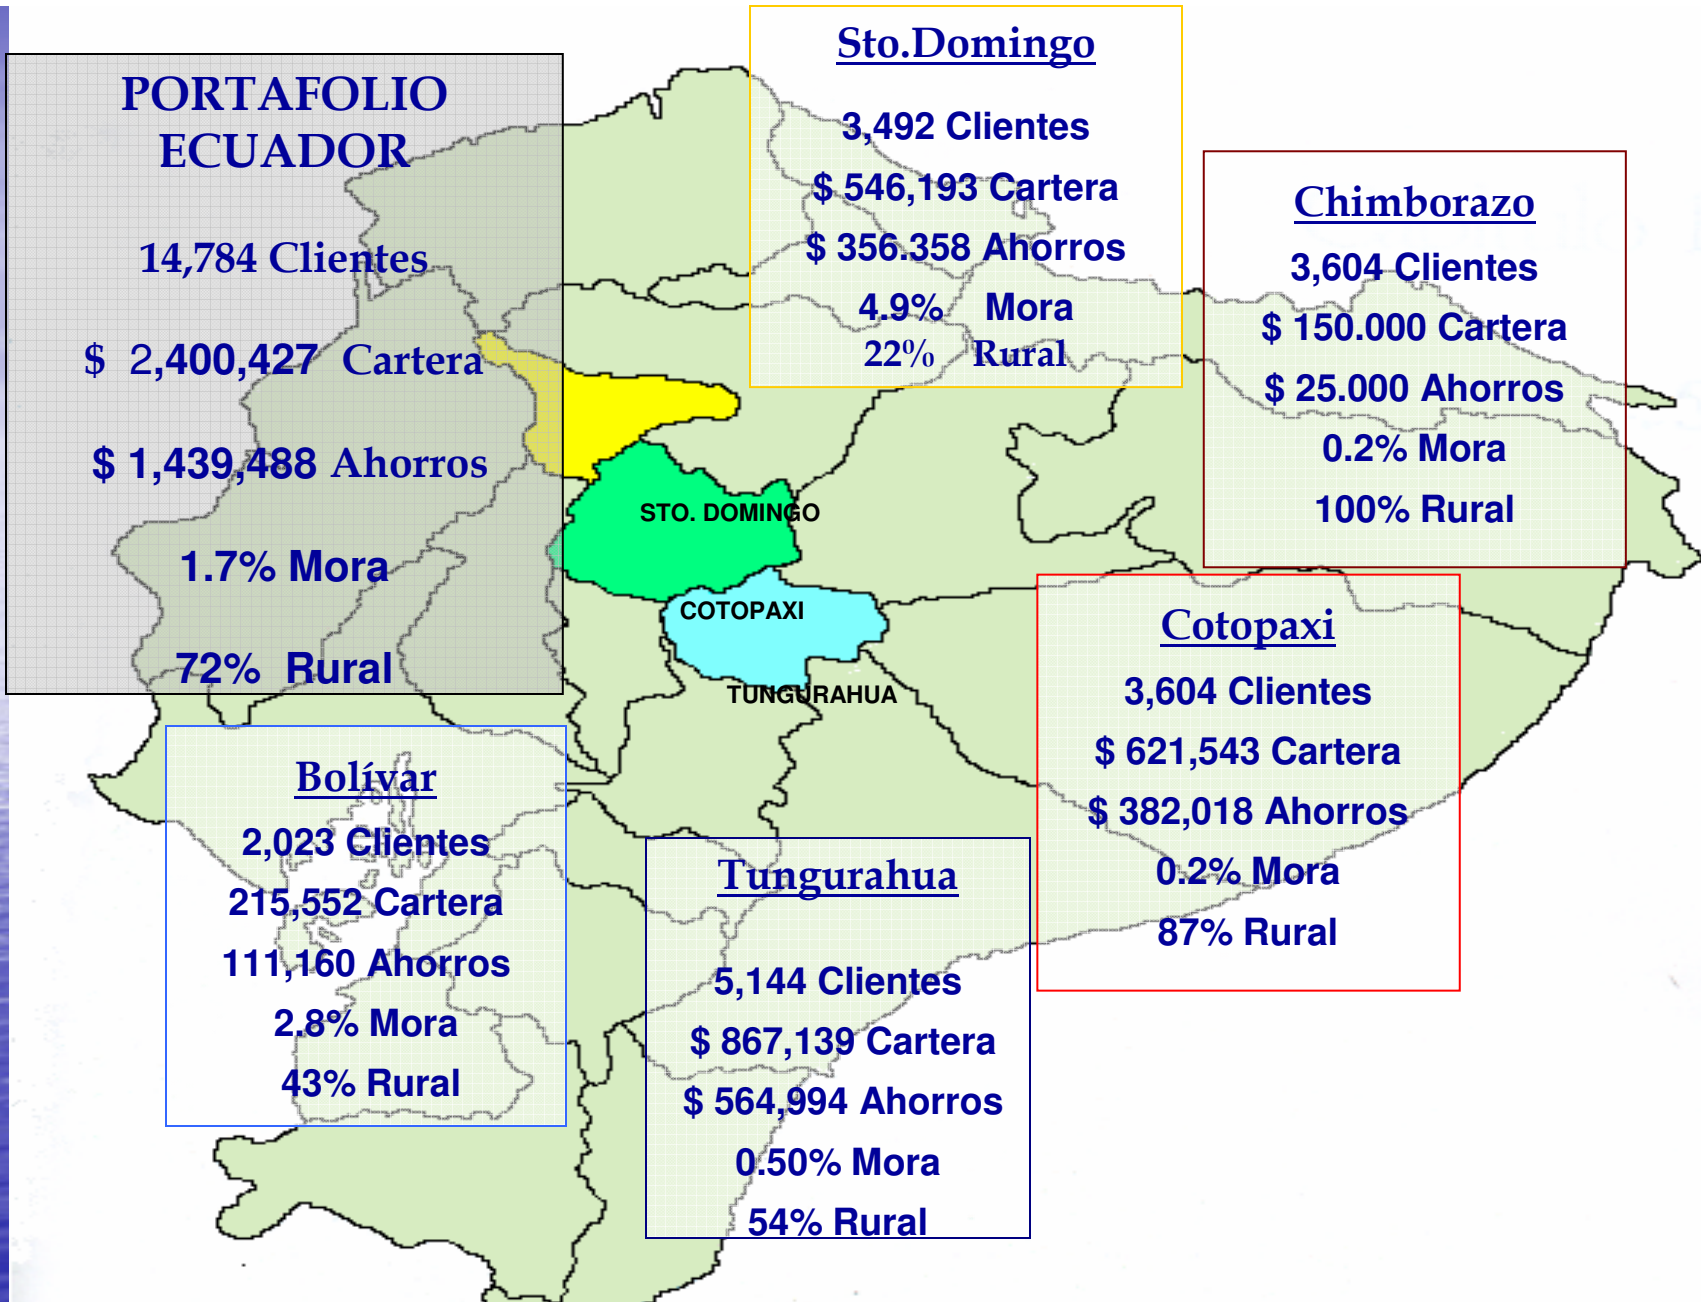 PORTAFOLIO
ECUADOR
14,784 Clientes
$ 2,400,427 Cartera
$ 1,439,488 Ahorros
1.7% Mora
72% Rural
Sto.Domingo
3,492 Clientes
$ 546,193 Cartera
$ 356.358 Ahorros
4.9% Mora
22% Rural
Chimborazo
3,604 Clientes
$ 150.000 Cartera
$ 25.000 Ahorros
0.2% Mora
100% Rural
STO. DOMINGO
COTOPAXI
TUNGURAHUA
Cotopaxi
3,604 Clientes
$ 621,543 Cartera
$ 382,018 Ahorros
0.2% Mora
87% Rural
Bolívar
2,023 Clientes
215,552 Cartera
111,160 Ahorros
2.8% Mora
43% Rural
Tungurahua
5,144 Clientes
$ 867,139 Cartera
$ 564,994 Ahorros
0.50% Mora
54% Rural